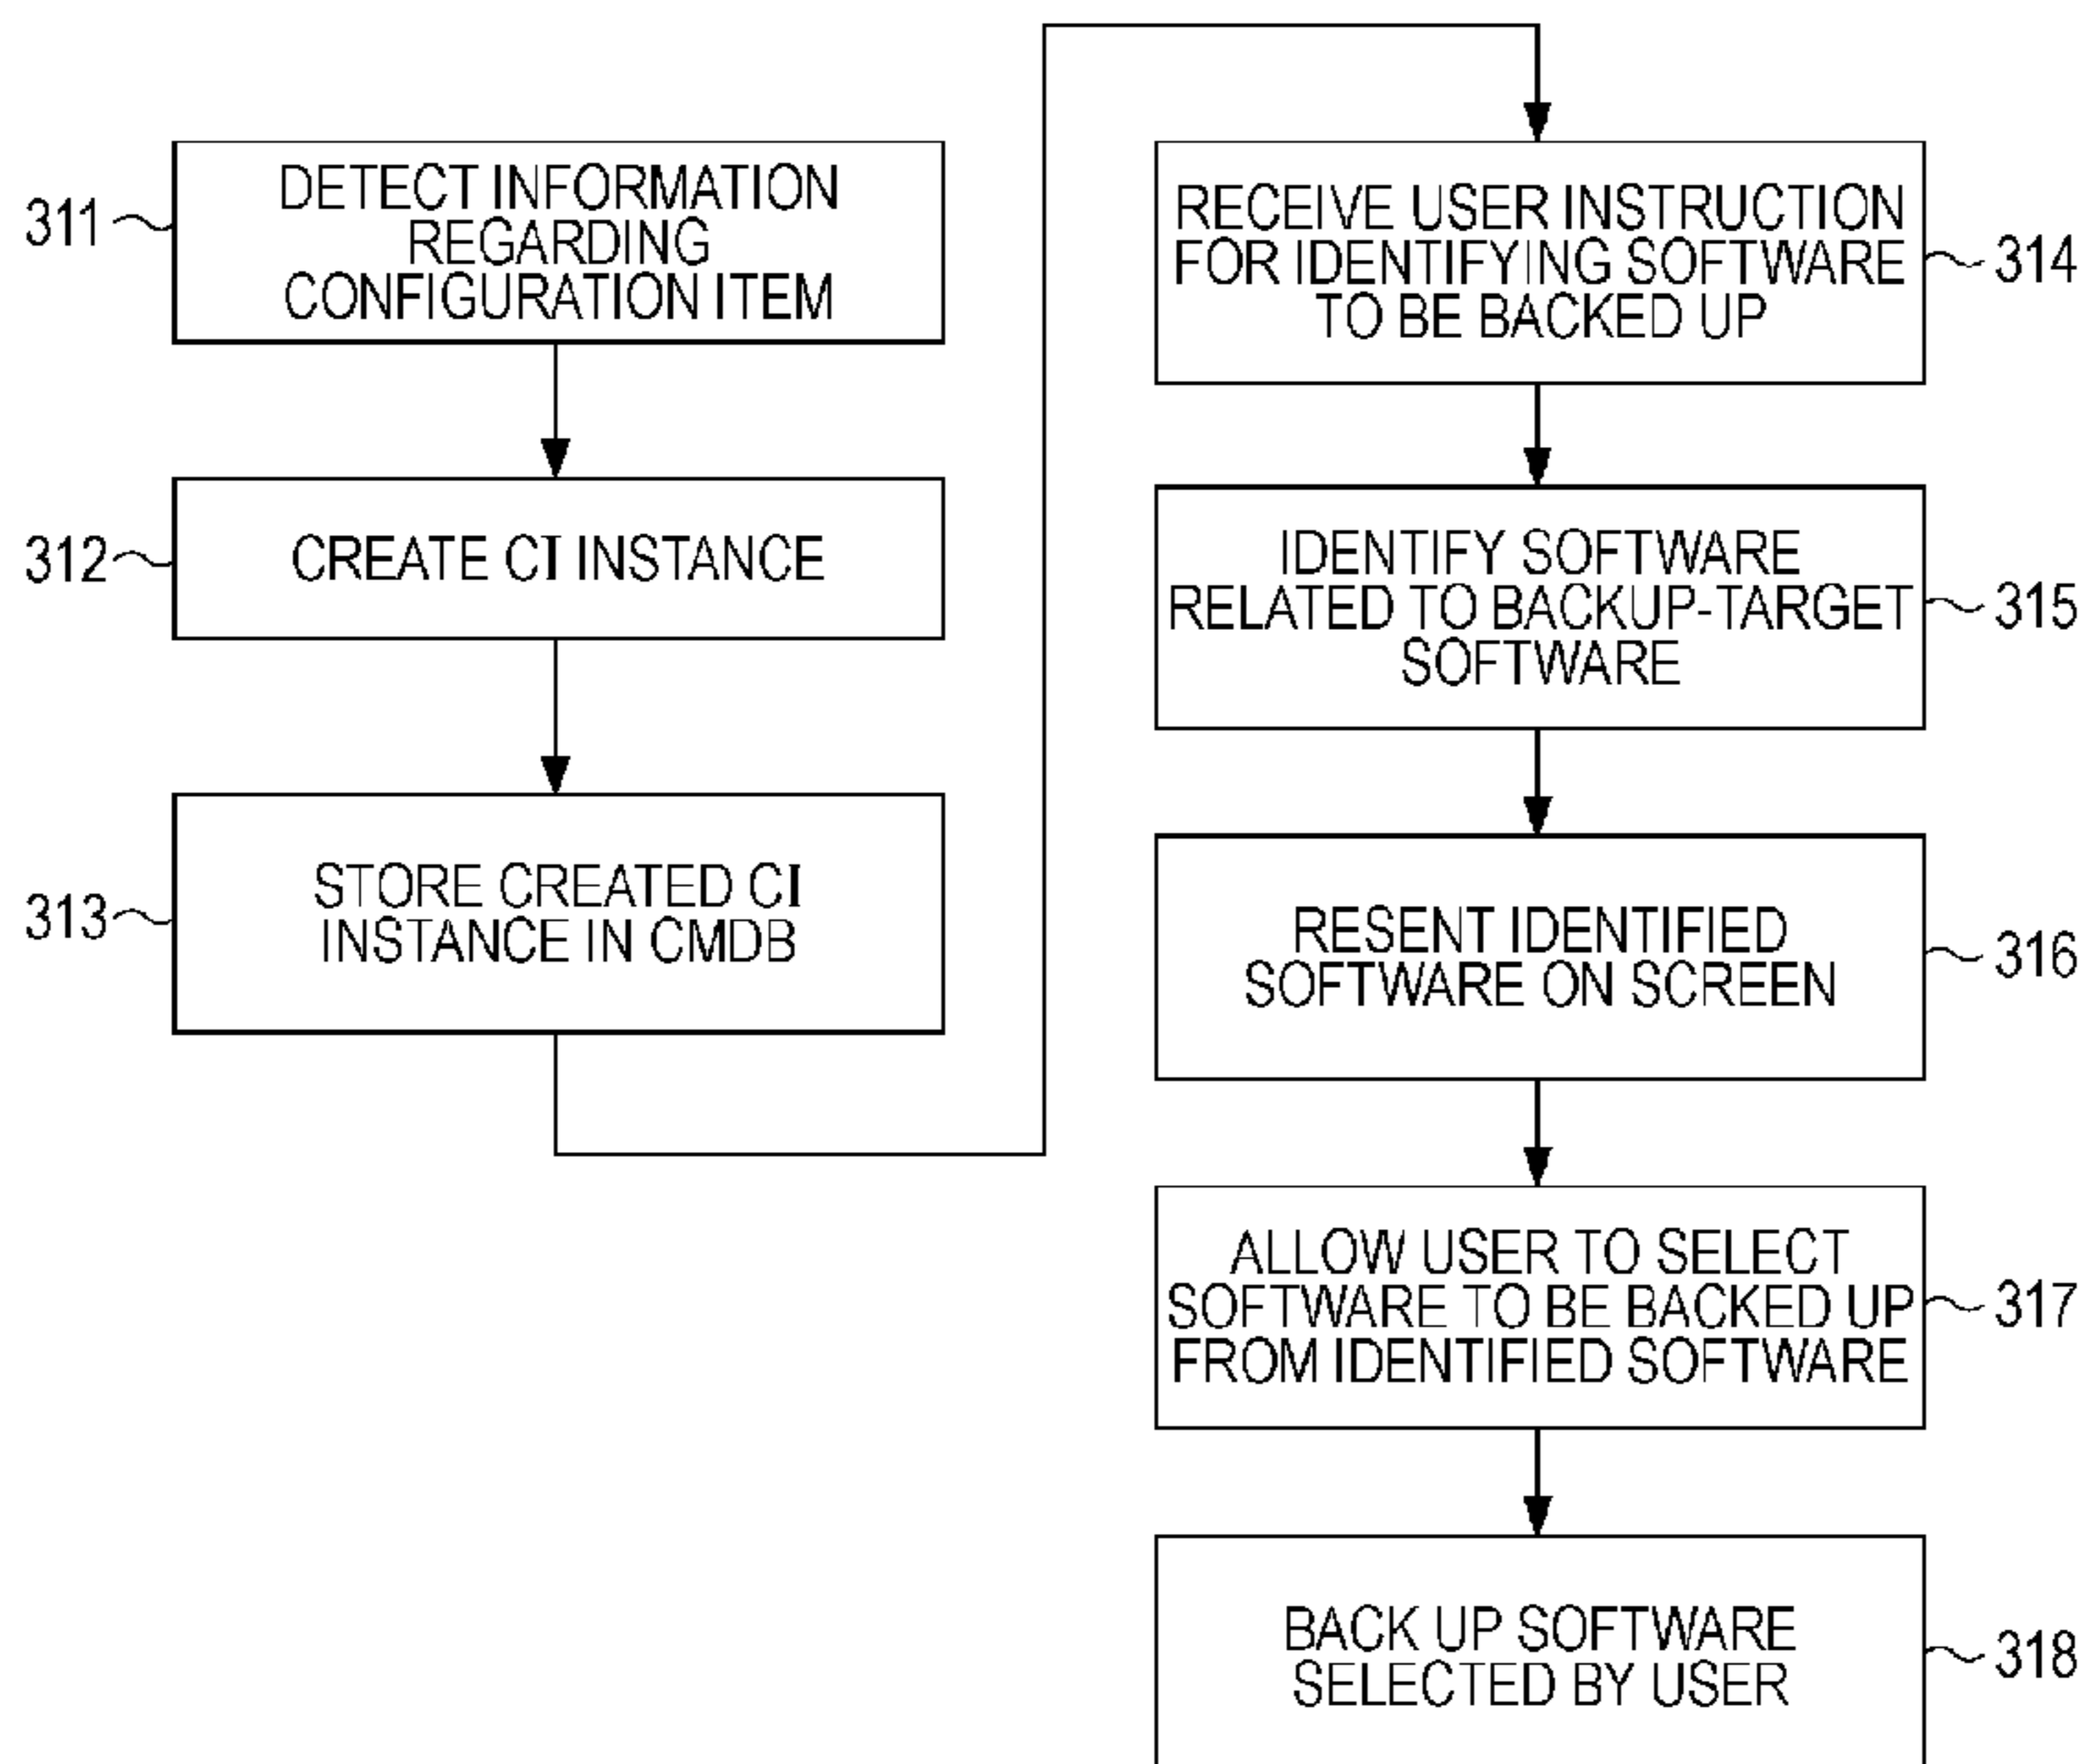 311
DETECT INFORMATION
REGARDING
CONFIGURATION ITEM
312
CREATE CI INSTANCE
313
STORE CREATED CI
INSTANCE IN CMDB
RECEIVE USER INSTRUCTION
FOR IDENTIFYING SOFTWARE
TO BE BACKED UP
314
IDENTIFY SOFTWARE
RELATED TO BACKUP-TARGET
SOFTWARE
315
RESENT IDENTIFIED
SOFTWARE ON SCREEN
316
ALLOW USER TO SELECT
SOFTWARE TO BE BACKED UP
FROM IDENTIFIED SOFTWARE
317
BACK UP SOFTWARE
SELECTED BY USER
318